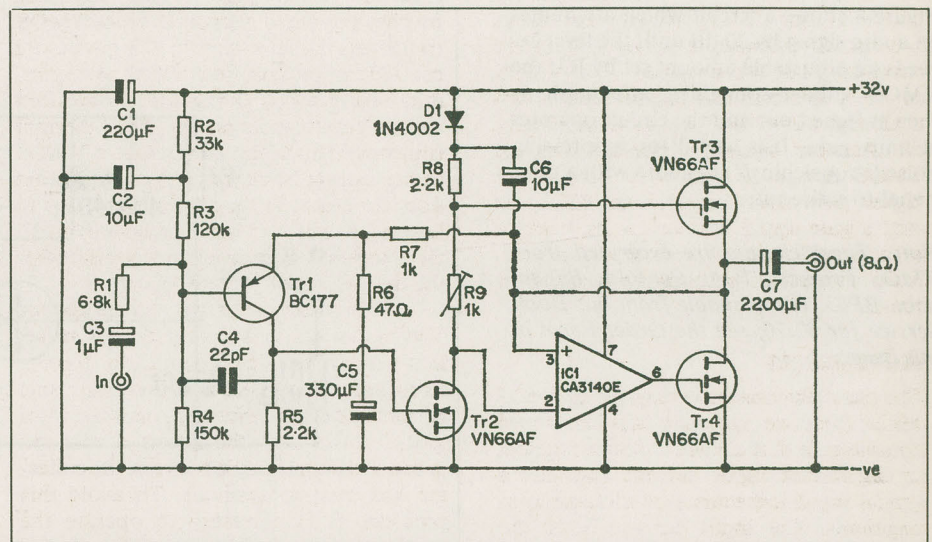 +32v
C1
220µF
R2
33k
D1
1N4002
Tr3
VN66AF
R8
2·2k
C6
10µF
C2
10µF
R3
120k
R7
1k
R1
6·8k
Tr1
BC177
R6
47Ω
R9
1k
Out (8Ω)
C7
2200µF
C3
1µF
C4
22pF
In
C5
330µF
3
+
7
IC1
CA3140E
6
2
−
4
R4
150k
R5
2·2k
Tr2
VN66AF
Tr4
VN66AF
−ve